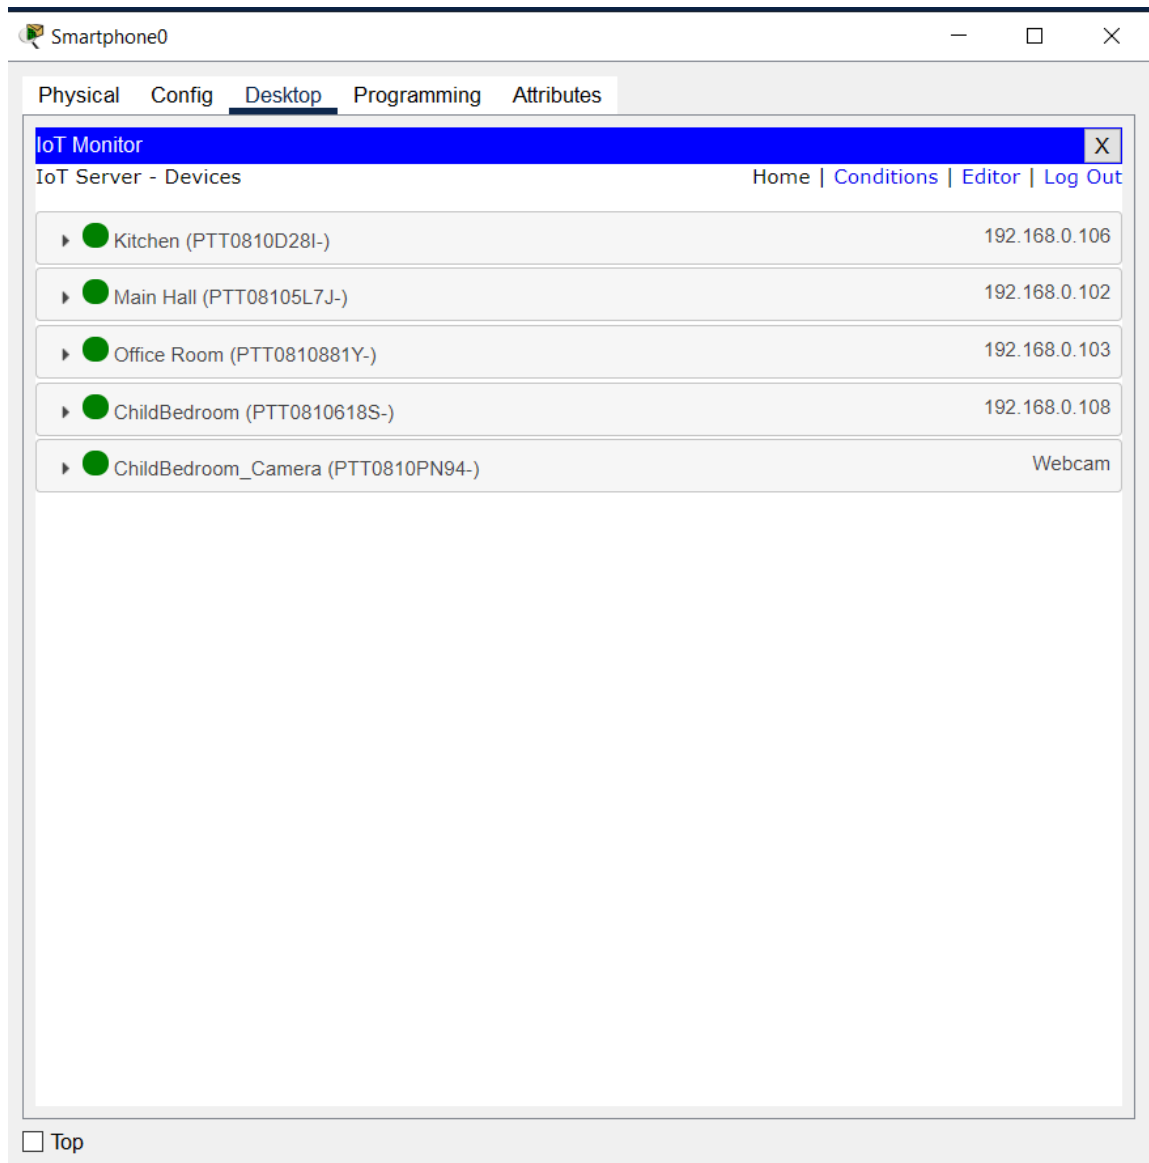 Smartphone0
Physical Config Desktop Programming Attributes
IoT Monitor X
IoT Server - Devices Home | Conditions | Editor | Log Out
Kitchen (PTT0810D28I-) 192.168.0.106
Main Hall (PTT08105L7J-) 192.168.0.102
Office Room (PTT0810881Y-) 192.168.0.103
ChildBedroom (PTT0810618S-) 192.168.0.108
ChildBedroom_Camera (PTT0810PN94-) Webcam
Top